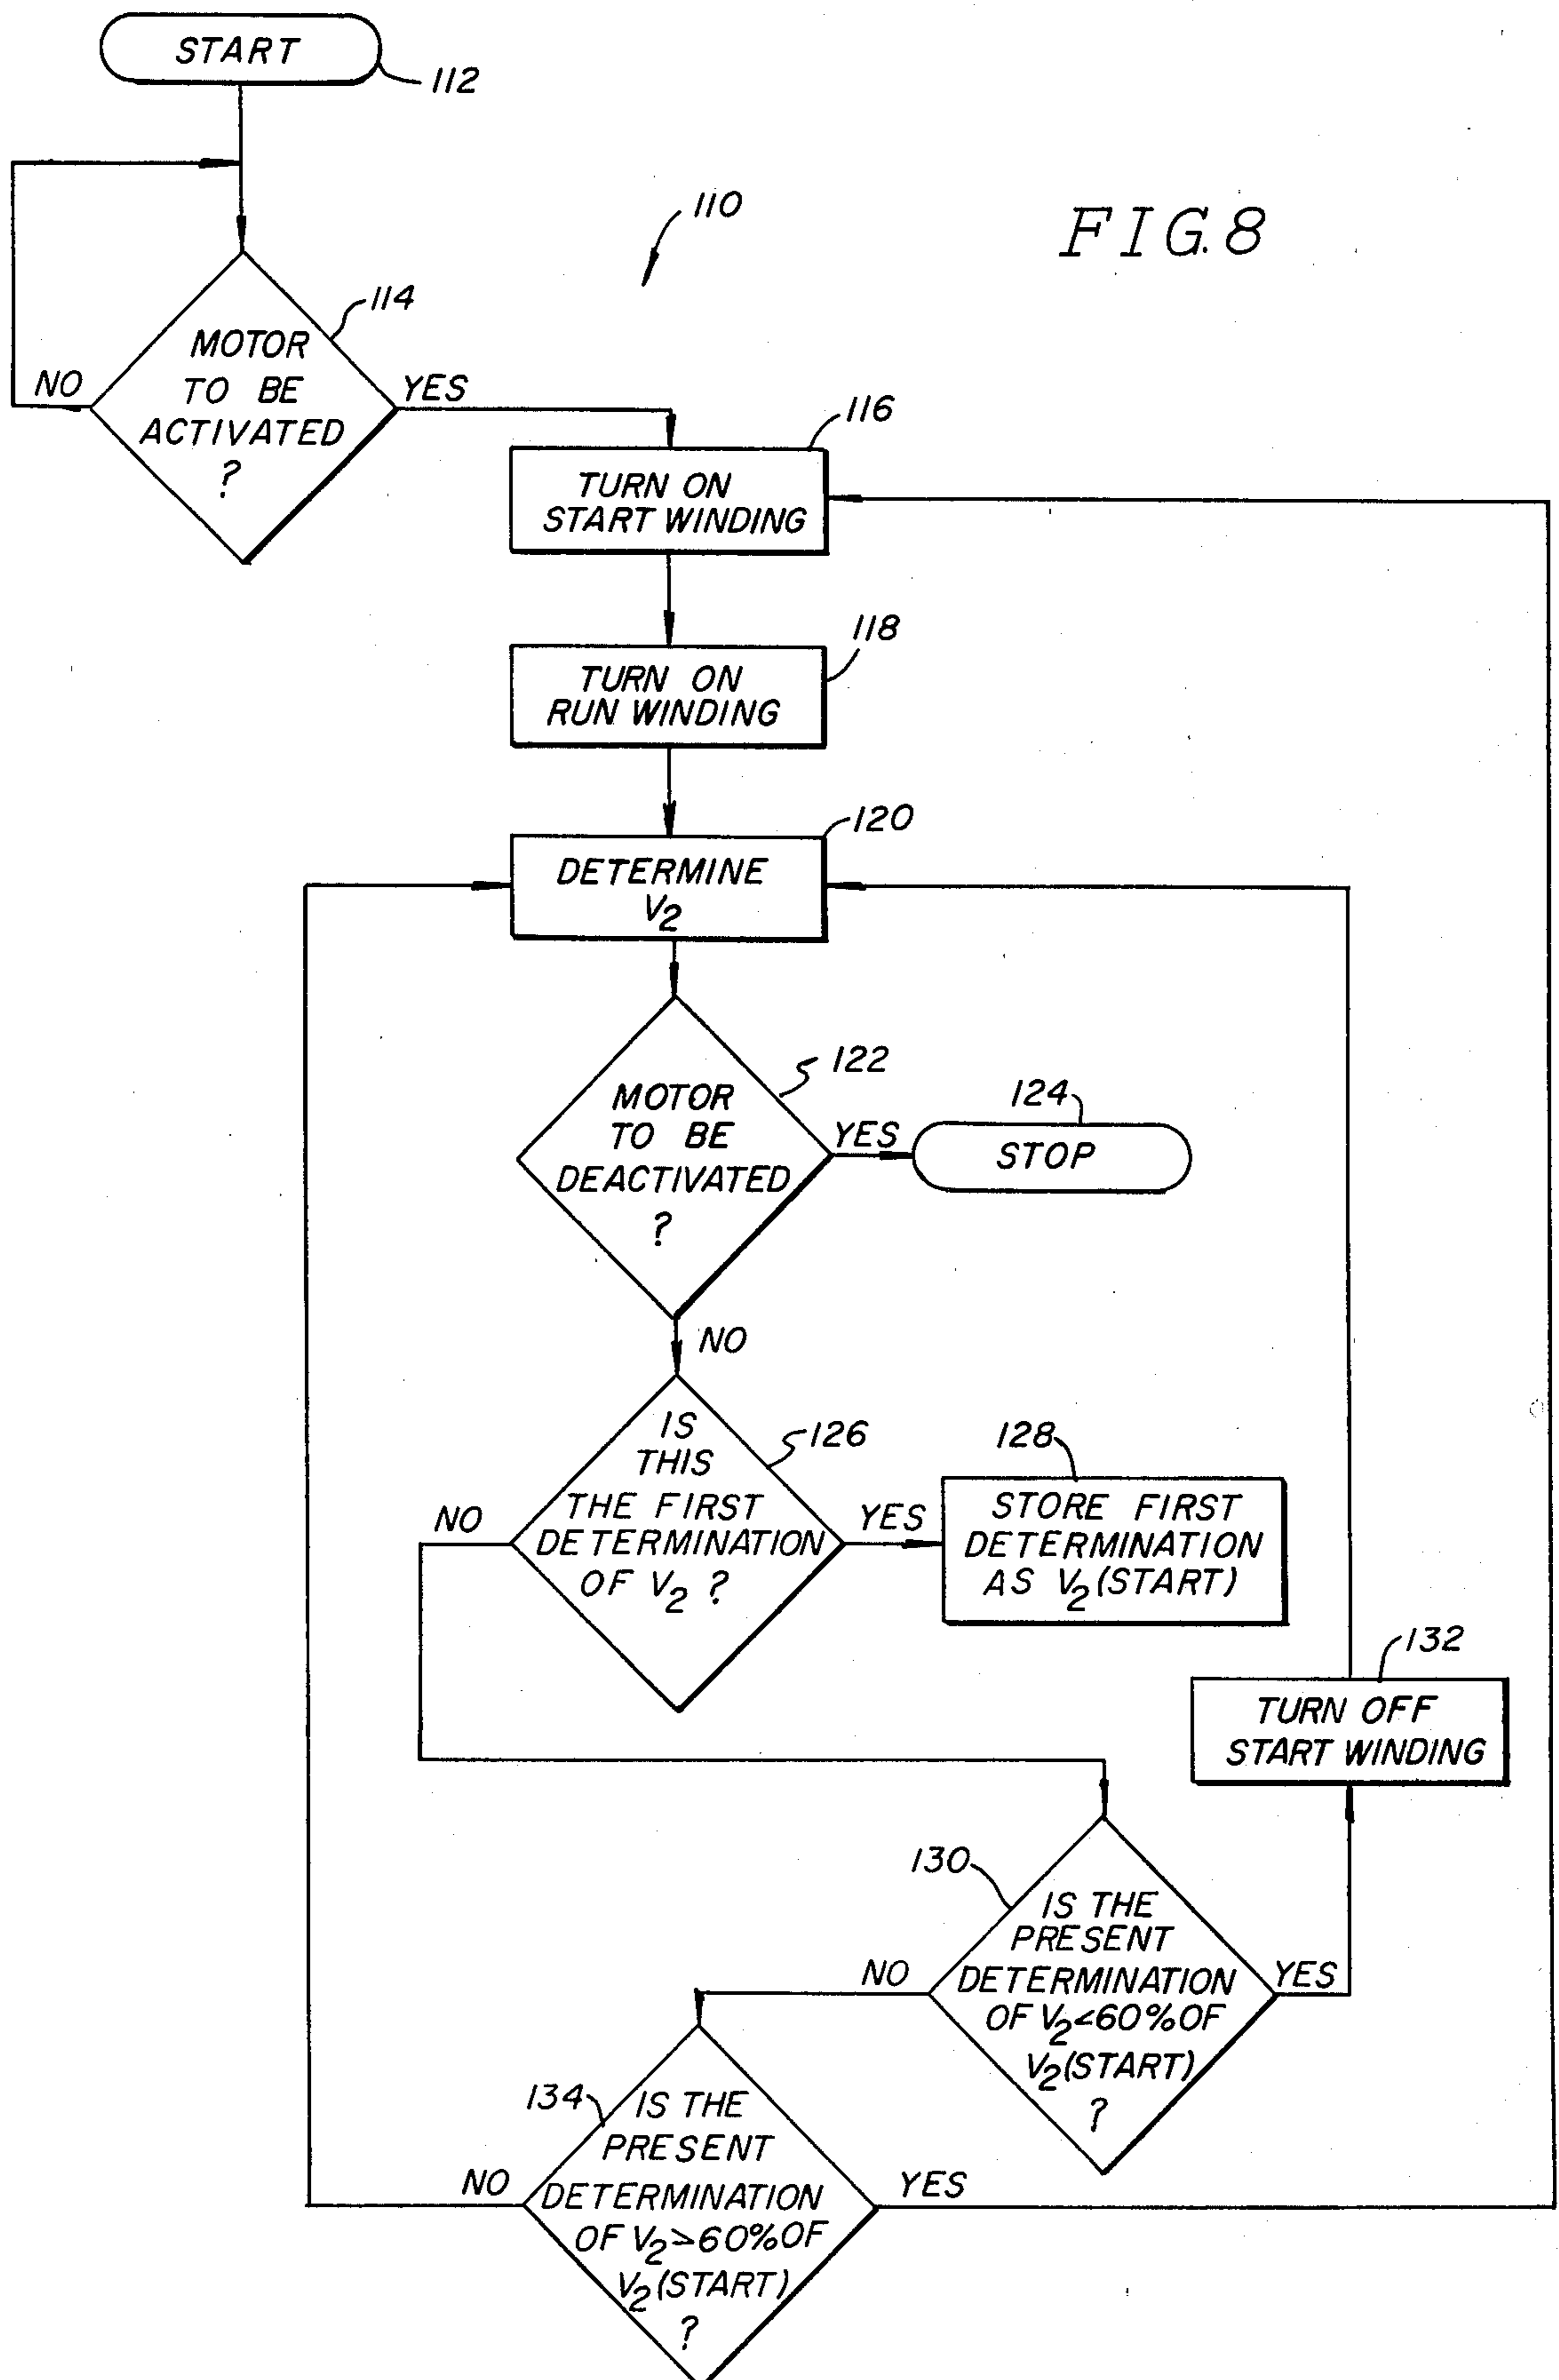 START
112
110
FIG. 8
114
MOTOR
TO BE
ACTIVATED
?
NO
YES
116
TURN ON
START WINDING
118
TURN ON
RUN WINDING
120
DETERMINE
V2
122
MOTOR
TO BE
DEACTIVATED
?
YES
124
STOP
NO
126
IS
THIS
THE FIRST
DETERMINATION
OF V2 ?
NO
YES
128
STORE FIRST
DETERMINATION
AS V2 (START)
132
TURN OFF
START WINDING
130
IS THE
PRESENT
DETERMINATION
OF V2<60% OF
V2 (START)
?
NO
YES
134
IS THE
PRESENT
DETERMINATION
OF V2>60% OF
V2 (START)
?
NO
YES